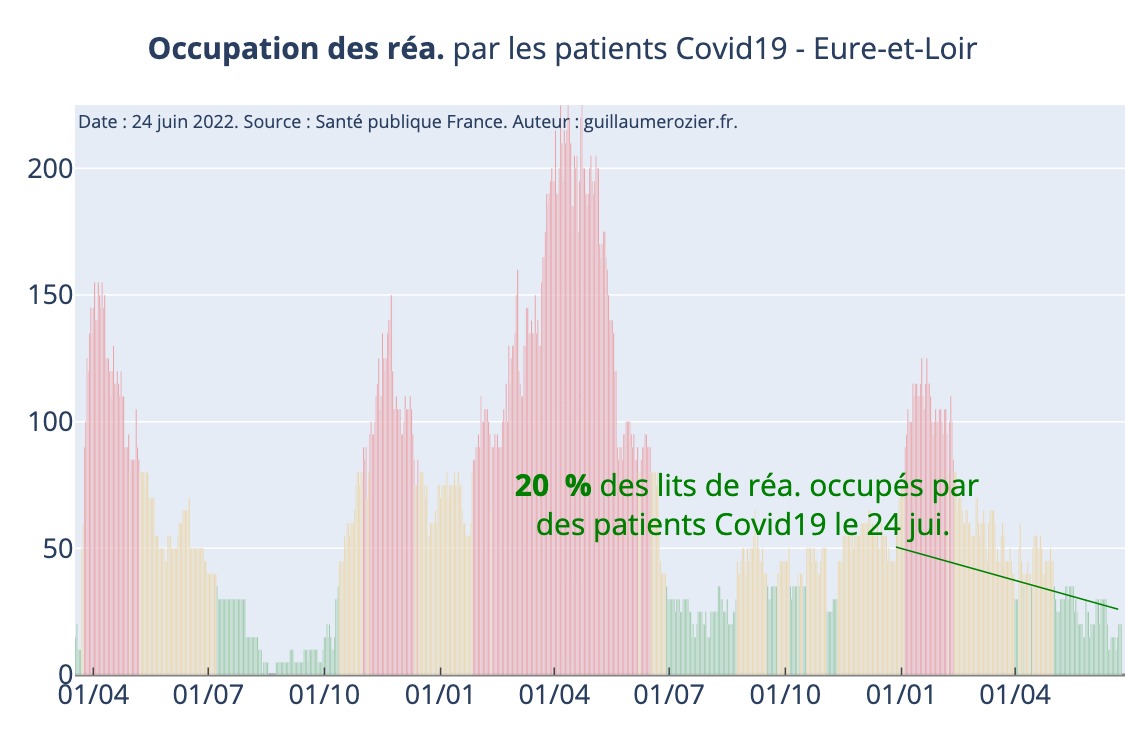 Occupation des réa. par les patients Covid19 - Eure-et-Loir
Date : 24 juin 2022. Source : Santé publique France. Auteur : guillaumerozier.fr.
200
150
100
50
0
20 % des lits de réa. occupés par
des patients Covid19 le 24 jui.
01/04 01/07 01/10 01/01 01/04 01/07 01/10 01/01 01/04